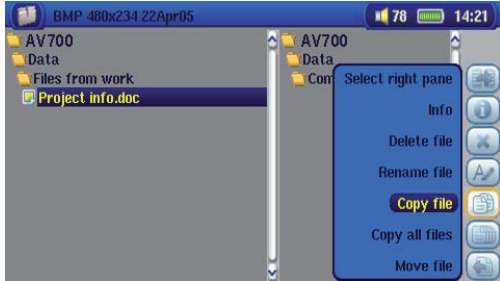 BMP 480x234 22Apr05
78
14:21
AV700
Data
Files from work
Project info.doc
AV700
Data
Com
Select right pane
Info
Delete file
Rename file
Copy file
Copy all files
Move file